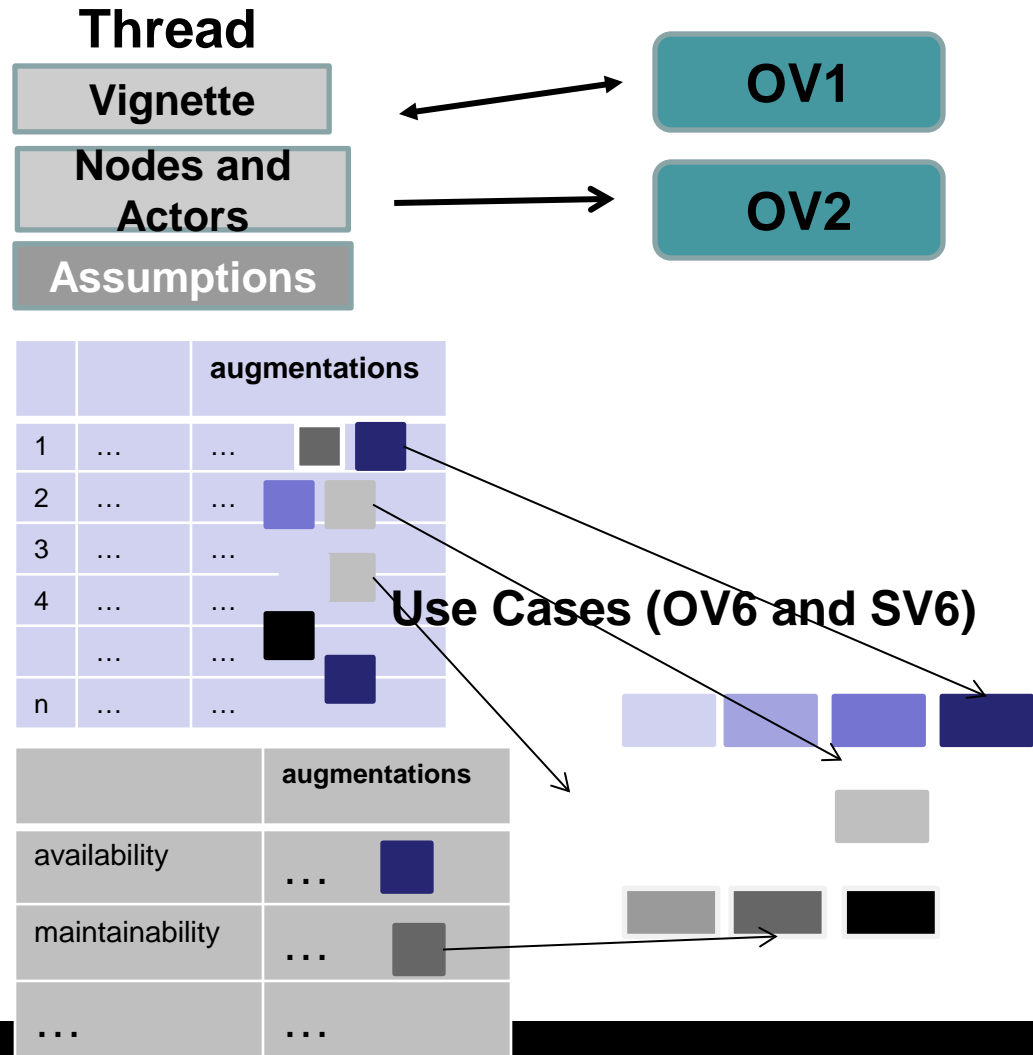 Thread
Vignette
OV1
Nodes and
Actors
OV2
Assumptions
augmentations
1 … …
2 … …
3 … …
4 … …
… …
n … …
Use Cases (OV6 and SV6)
augmentations
availability …
maintainability …
… …